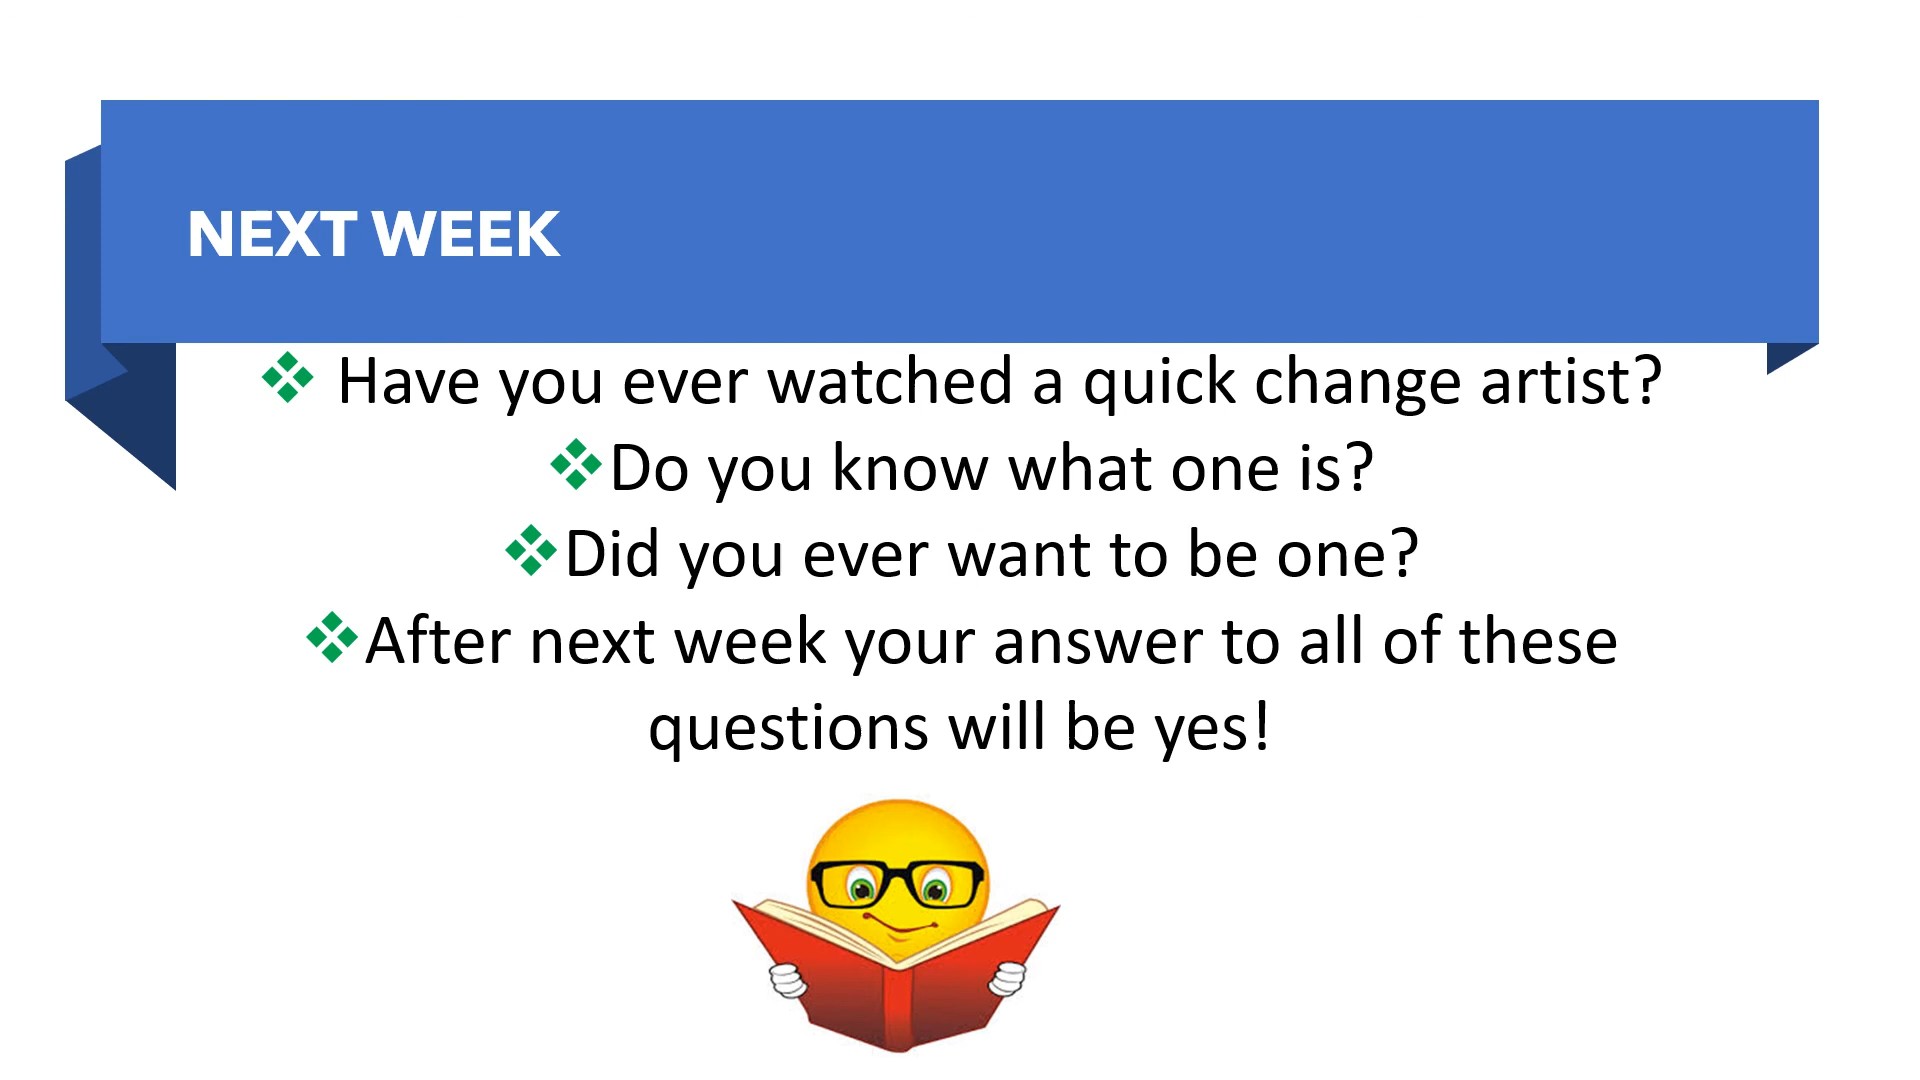 NEXT WEEK
❖ Have you ever watched a quick change artist?
❖Do you know what one is?
❖Did you ever want to be one?
❖After next week your answer to all of these
questions will be yes!